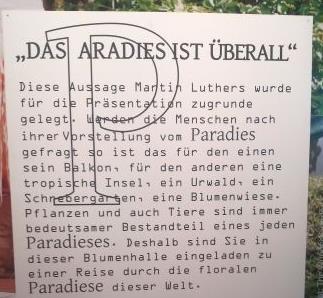 „DAS PARADIES IST ÜBERALL“
Diese Aussage Martin Luthers wurde
für die Präsentation zugrunde
gelegt. Werden die Menschen nach
ihrer Vorstellung vom Paradies
gefragt so ist das für den einen
sein Balkon, für den anderen eine
tropische Insel, ein Urwald, ein
Schrebergarten, eine Blumenwiese.
Pflanzen und auch Tiere sind immer
bedeutsamer Bestandteil eines jeden
Paradieses. Deshalb sind Sie in
dieser Blumenhalle eingeladen zu
einer Reise durch die floralen
Paradiese dieser Welt.